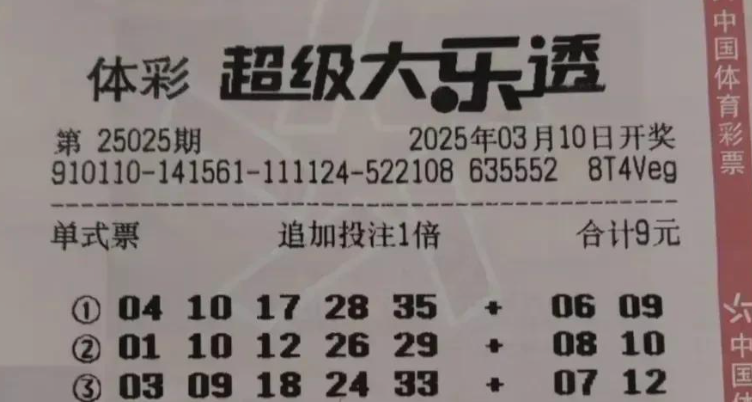 体彩 超级大乐透
第 25025期 2025年03月10日开奖
910110-141561-111124-522108 635552 8T4Veg
单式票 追加投注1倍 合计9元
① 04 10 17 28 35 + 06 09
② 01 10 12 26 29 + 08 10
③ 03 09 18 24 33 + 07 12
中国体育彩票
中国体